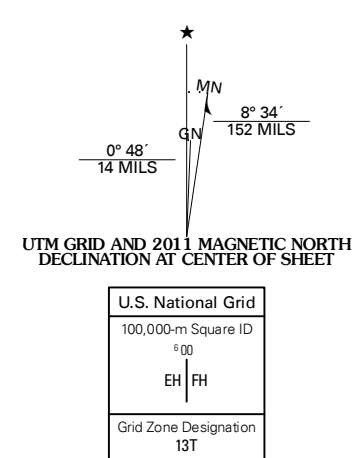 ★
MN
8° 34´
152 MILS
GN
0° 48´
14 MILS
UTM GRID AND 2011 MAGNETIC NORTH
DECLINATION AT CENTER OF SHEET
U.S. National Grid
100,000-m Square ID
⁶00
EH FH
Grid Zone Designation
13T